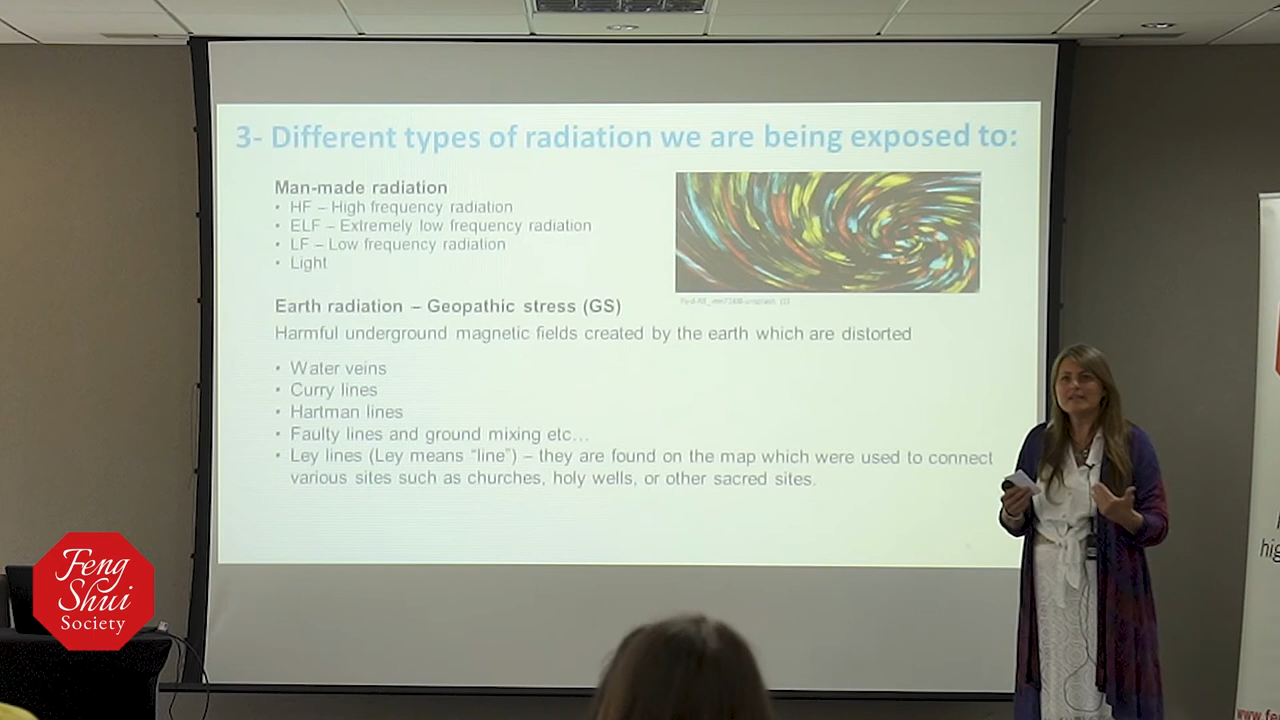 3- Different types of radiation we are being exposed to:
Man-made radiation
• HF – High frequency radiation
• ELF – Extremely low frequency radiation
• LF – Low frequency radiation
• Light
Earth radiation – Geopathic stress (GS)
Harmful underground magnetic fields created by the earth which are distorted
• Water veins
• Curry lines
• Hartman lines
• Faulty lines and ground mixing etc…
• Ley lines (Ley means “line”) – they are found on the map which were used to connect
various sites such as churches, holy wells, or other sacred sites.
Feng
Shui
Society